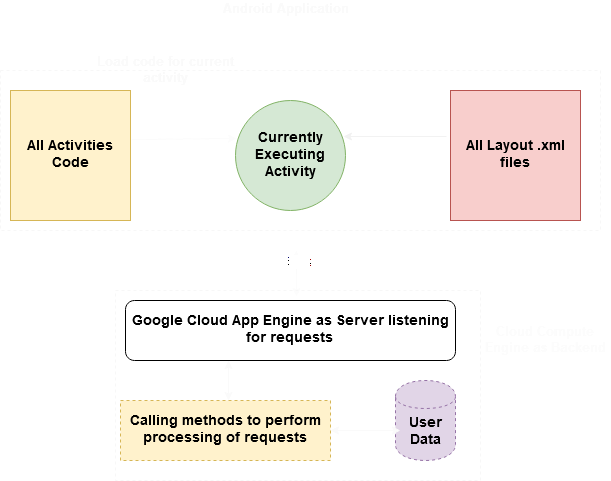 Android Application
Load code for current
activity
All Activities
Code
Currently
Executing
Activity
All Layout .xml
files
Google Cloud App Engine as Server listening
for requests
Calling methods to perform
processing of requests
User
Data